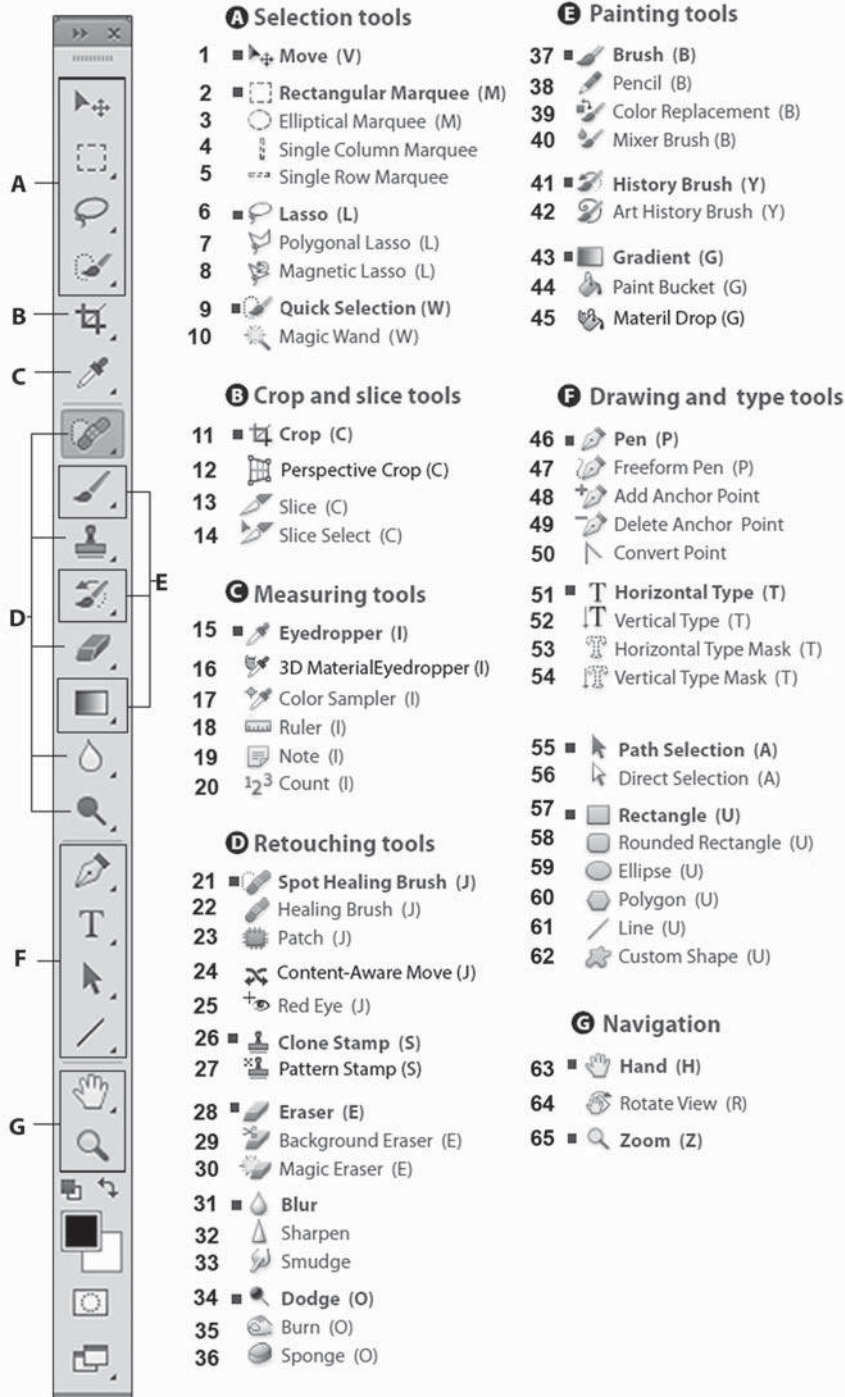 A Selection tools
1 Move (V)
2 Rectangular Marquee (M)
3 Elliptical Marquee (M)
4 Single Column Marquee
5 Single Row Marquee
6 Lasso (L)
7 Polygonal Lasso (L)
8 Magnetic Lasso (L)
9 Quick Selection (W)
10 Magic Wand (W)
B Crop and slice tools
11 Crop (C)
12 Perspective Crop (C)
13 Slice (C)
14 Slice Select (C)
C Measuring tools
15 Eyedropper (I)
16 3D MaterialEyedropper (I)
17 Color Sampler (I)
18 Ruler (I)
19 Note (I)
20 Count (I)
D Retouching tools
21 Spot Healing Brush (J)
22 Healing Brush (J)
23 Patch (J)
24 Content-Aware Move (J)
25 Red Eye (J)
26 Clone Stamp (S)
27 Pattern Stamp (S)
28 Eraser (E)
29 Background Eraser (E)
30 Magic Eraser (E)
31 Blur
32 Sharpen
33 Smudge
34 Dodge (O)
35 Burn (O)
36 Sponge (O)
E Painting tools
37 Brush (B)
38 Pencil (B)
39 Color Replacement (B)
40 Mixer Brush (B)
41 History Brush (Y)
42 Art History Brush (Y)
43 Gradient (G)
44 Paint Bucket (G)
45 Materil Drop (G)
F Drawing and type tools
46 Pen (P)
47 Freeform Pen (P)
48 Add Anchor Point
49 Delete Anchor Point
50 Convert Point
51 T Horizontal Type (T)
52 T Vertical Type (T)
53 T Horizontal Type Mask (T)
54 T Vertical Type Mask (T)
55 Path Selection (A)
56 Direct Selection (A)
57 Rectangle (U)
58 Rounded Rectangle (U)
59 Ellipse (U)
60 Polygon (U)
61 Line (U)
62 Custom Shape (U)
G Navigation
63 Hand (H)
64 Rotate View (R)
65 Zoom (Z)
A
B
C
D
E
F
T
G